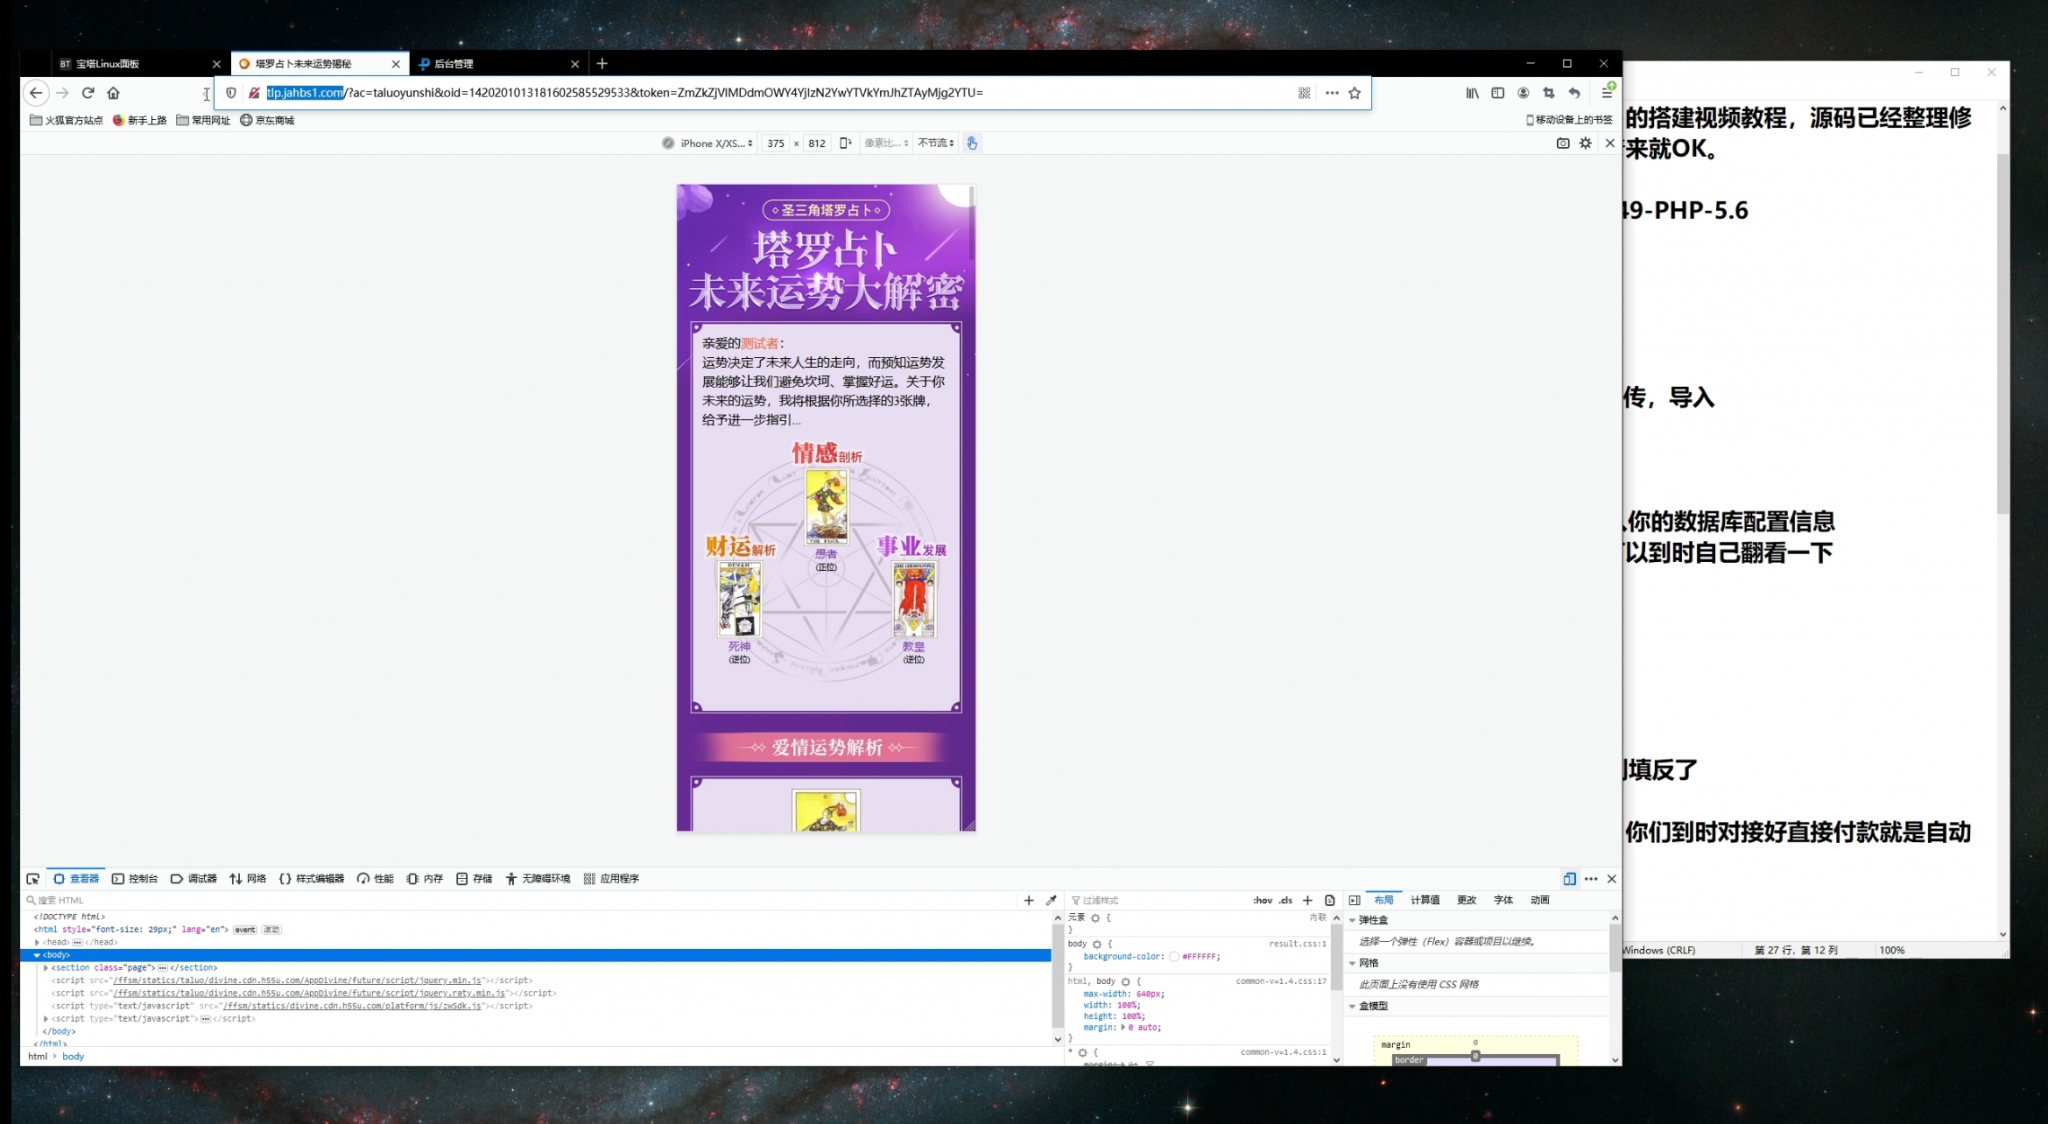 BT 宝塔Linux面板
塔罗占卜未来运势揭秘
后台管理
tlp.jahbs1.com/?ac=taluoyunshi&oid=1420201013181602585529533&token=ZmZkZjVlMDdmOWY4YjIzN2YwYTVkYmJhZTAyMjg2YTU=
火狐官方站点 新手上路 常用网址 京东商城 移动设备上的书签
iPhone X/XS... 375 × 812 像素比... 不节流
圣三角塔罗占卜
塔罗占卜
未来运势大解密
亲爱的测试者：
运势决定了未来人生的走向，而预知运势发
展能够让我们避免坎坷、掌握好运。关于你
未来的运势，我将根据你所选择的3张牌，
给予进一步指引...
情感剖析
THE FOOL.
愚者
(正位)
财运解析
事业发展
DEATH
死神
(逆位)
教皇
(逆位)
爱情运势解析
的搭建视频教程，源码已经整理修
来就OK。
49-PHP-5.6
传，导入
你的数据库配置信息
以到时自己翻看一下
填反了
你们到时对接好直接付款就是自动
Windows (CRLF) 第 27 行，第 12 列 100%
查看器 控制台 调试器 网络 {} 样式编辑器 性能 内存 存储 无障碍环境 应用程序
搜索 HTML
<!DOCTYPE html>
<html style="font-size: 29px;" lang="en"> event 滚动
<head> ••• </head>
<body>
<section class="page"> ••• </section>
<script src="/ffsm/statics/taluo/divine.cdn.h55u.com/AppDivine/future/script/jquery.min.js"></script>
<script src="/ffsm/statics/taluo/divine.cdn.h55u.com/AppDivine/future/script/jquery.raty.min.js"></script>
<script type="text/javascript" src="/ffsm/statics/divine.cdn.h55u.com/platform/js/zwSdk.js"></script>
<script type="text/javascript"> ••• </script>
</body>
</html>
html > body
过滤样式 :hov .cls +
元素 { 内联
}
body { result.css:1
background-color: #FFFFFF;
}
html, body { common-v=1.4.css:17
max-width: 640px;
width: 100%;
height: 100%;
margin: 0 auto;
}
* { common-v=1.4.css:1
布局 计算值 更改 字体 动画
弹性盒
选择一个弹性（Flex）容器或项目以继续。
网格
此页面上没有使用 CSS 网格
盒模型
margin 0
border 0